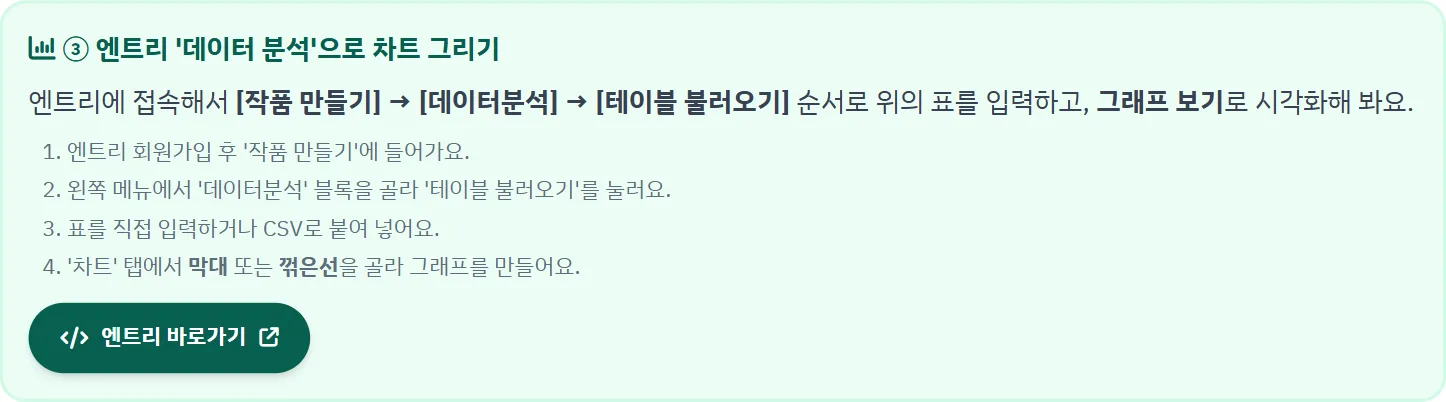 ③ 엔트리 '데이터 분석'으로 차트 그리기
엔트리에 접속해서 [작품 만들기] → [데이터분석] → [테이블 불러오기] 순서로 위의 표를 입력하고, 그래프 보기로 시각화해 봐요.
1. 엔트리 회원가입 후 '작품 만들기'에 들어가요.
2. 왼쪽 메뉴에서 '데이터분석' 블록을 골라 '테이블 불러오기'를 눌러요.
3. 표를 직접 입력하거나 CSV로 붙여 넣어요.
4. '차트' 탭에서 막대 또는 꺾은선을 골라 그래프를 만들어요.
</> 엔트리 바로가기